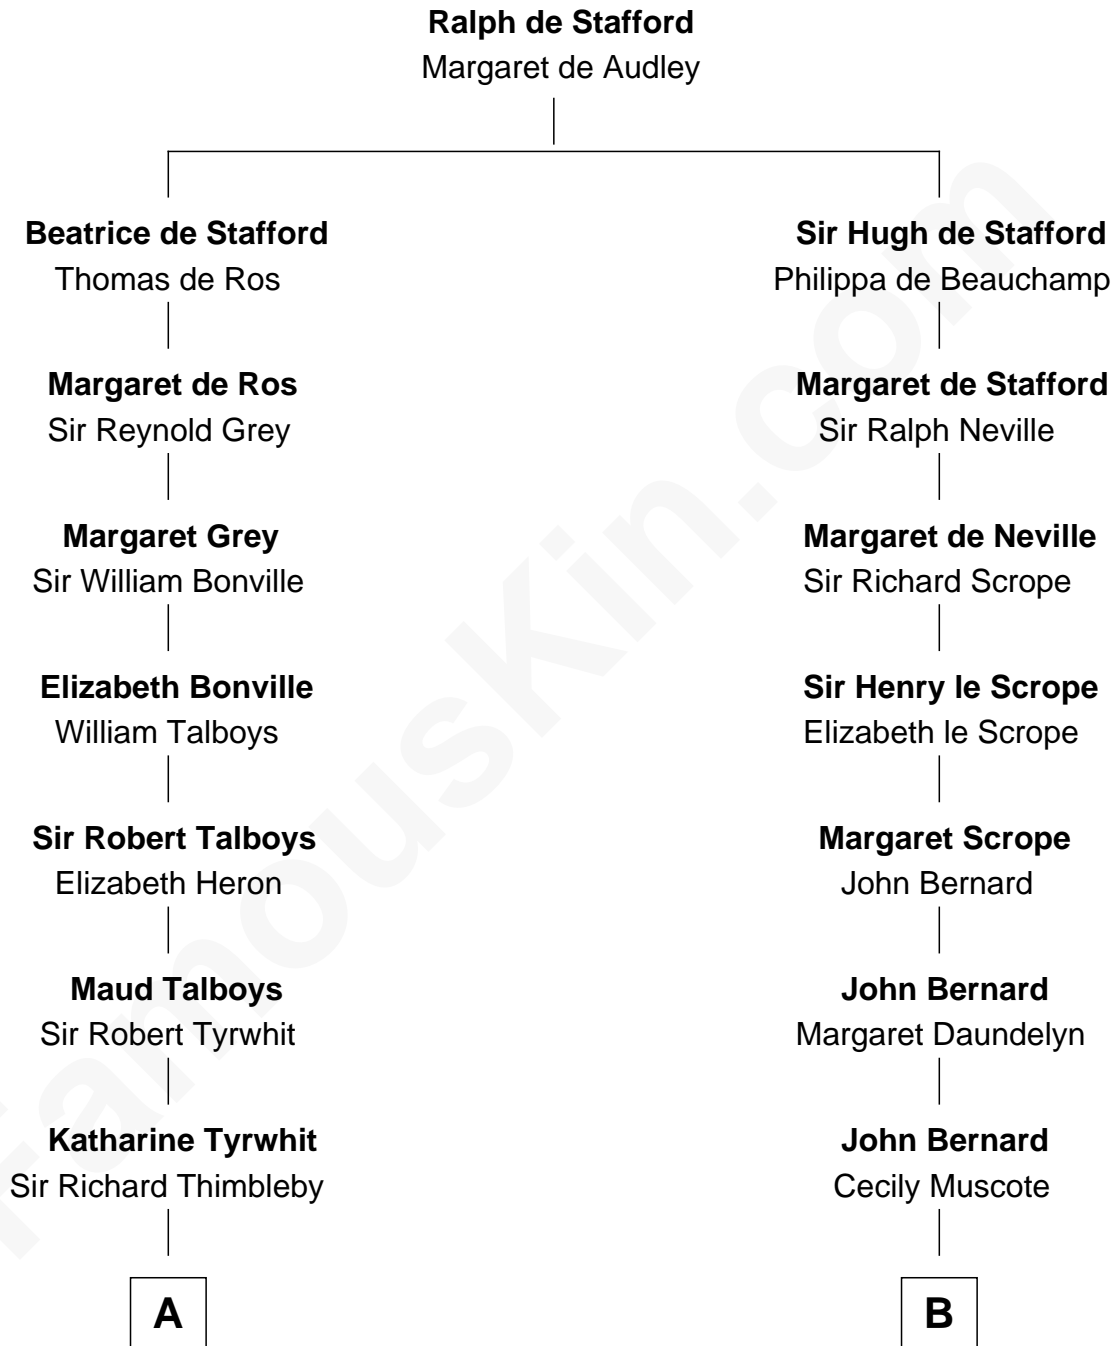 Ralph de Stafford
Margaret de Audley
Beatrice de Stafford
Thomas de Ros
Sir Hugh de Stafford
Philippa de Beauchamp
Margaret de Ros
Sir Reynold Grey
Margaret de Stafford
Sir Ralph Neville
Margaret Grey
Sir William Bonville
Margaret de Neville
Sir Richard Scrope
Elizabeth Bonville
William Talboys
Sir Henry le Scrope
Elizabeth le Scrope
Sir Robert Talboys
Elizabeth Heron
Margaret Scrope
John Bernard
Maud Talboys
Sir Robert Tyrwhit
John Bernard
Margaret Daundelyn
Katharine Tyrwhit
Sir Richard Thimbleby
John Bernard
Cecily Muscote
A
B
FamousKin.com